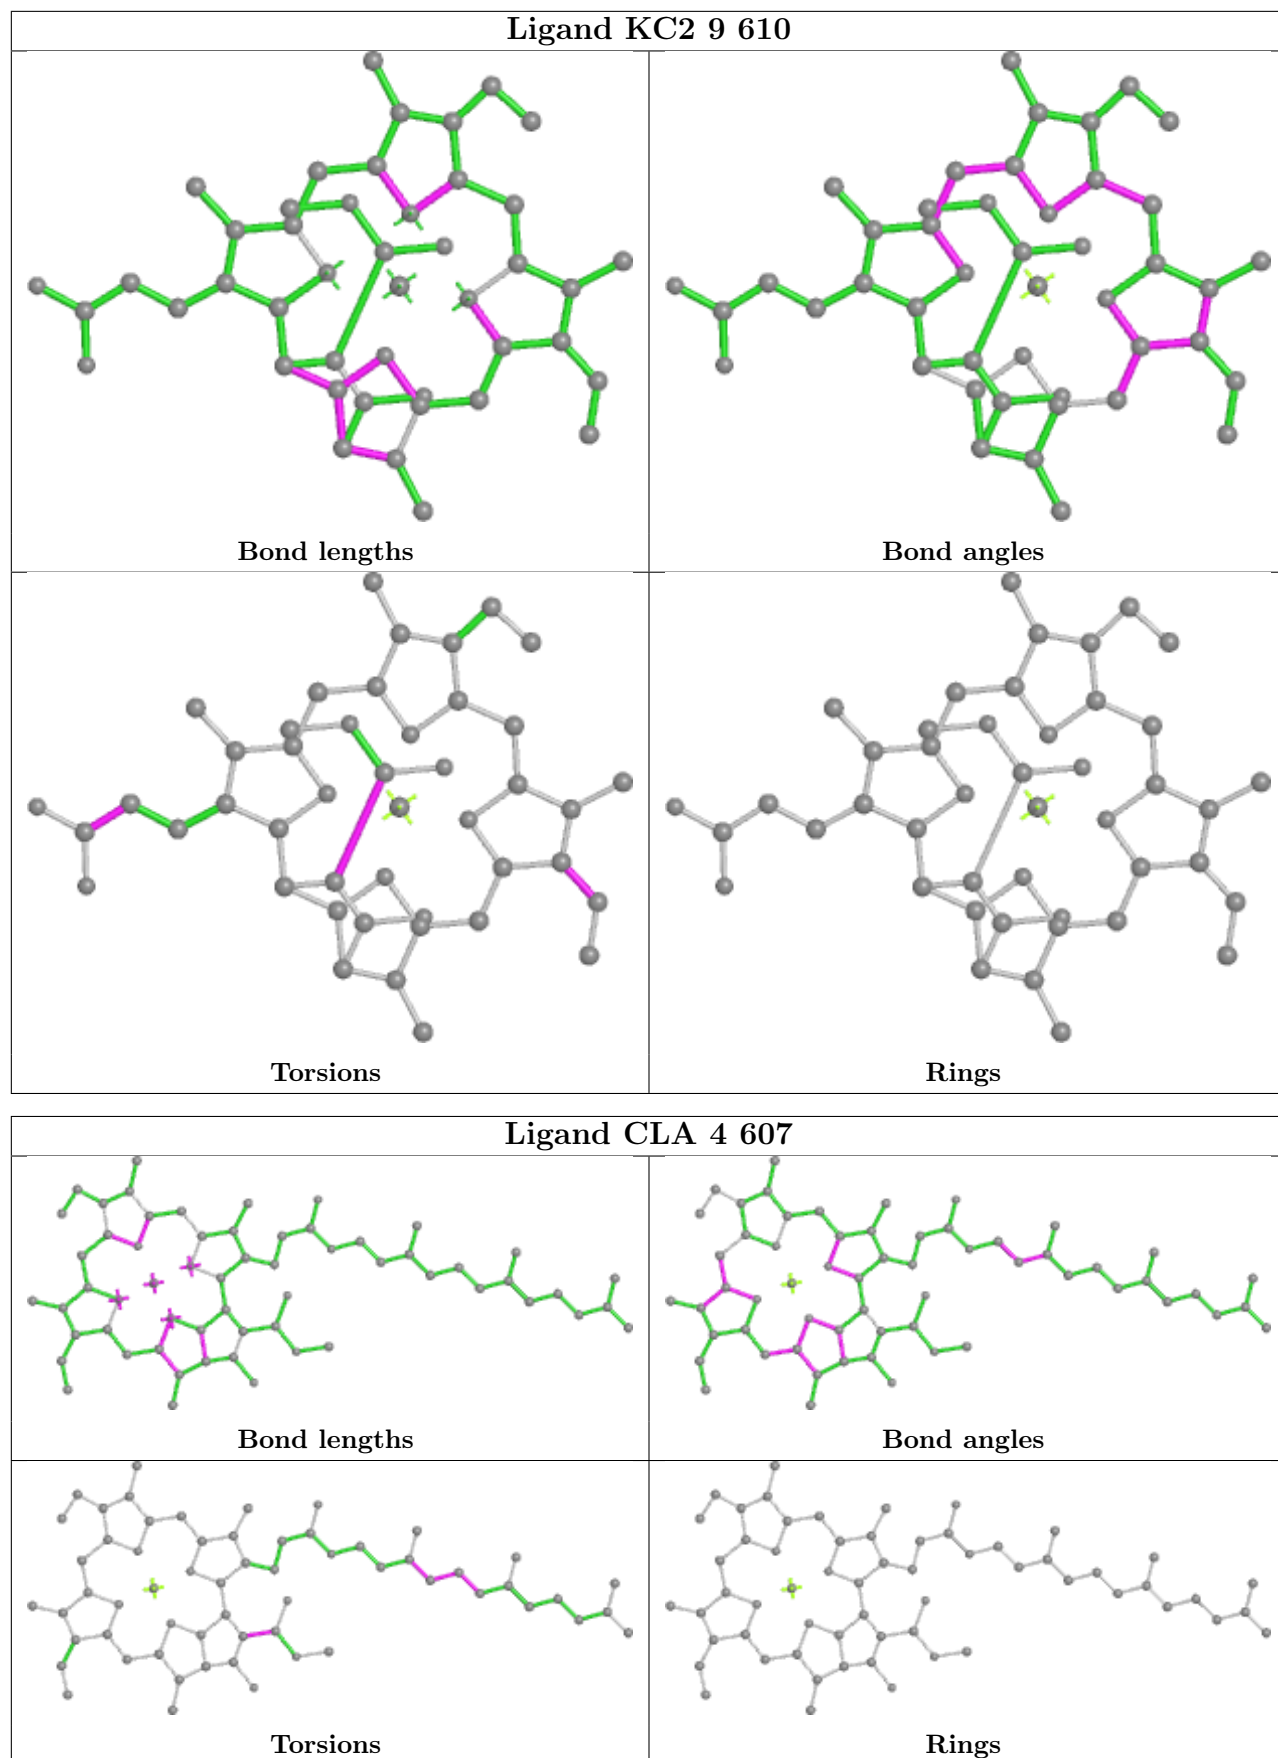 Ligand KC2 9 610
Bond lengths
Bond angles
Torsions
Rings
Ligand CLA 4 607
Bond lengths
Bond angles
Torsions
Rings